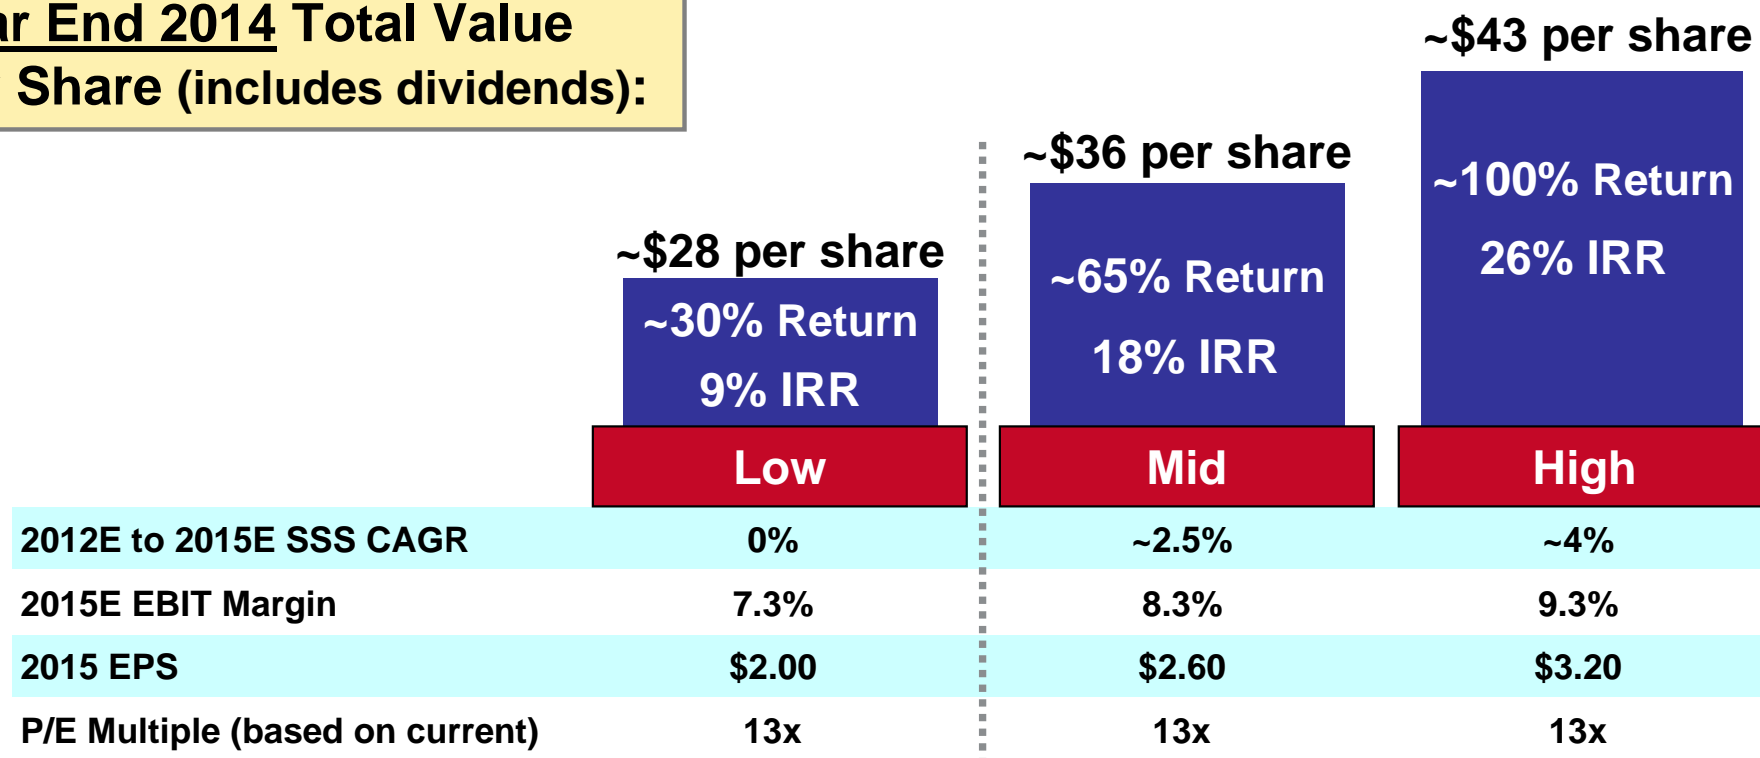 ar End 2014 Total Value
Share (includes dividends):
~$43 per share
~$36 per share
~100% Return
~$28 per share
26% IRR
~65% Return
~30% Return
18% IRR
9% IRR
Low Mid High
2012E to 2015E SSS CAGR 0% ~2.5% ~4%
2015E EBIT Margin 7.3% 8.3% 9.3%
2015 EPS $2.00 $2.60 $3.20
P/E Multiple (based on current) 13x 13x 13x